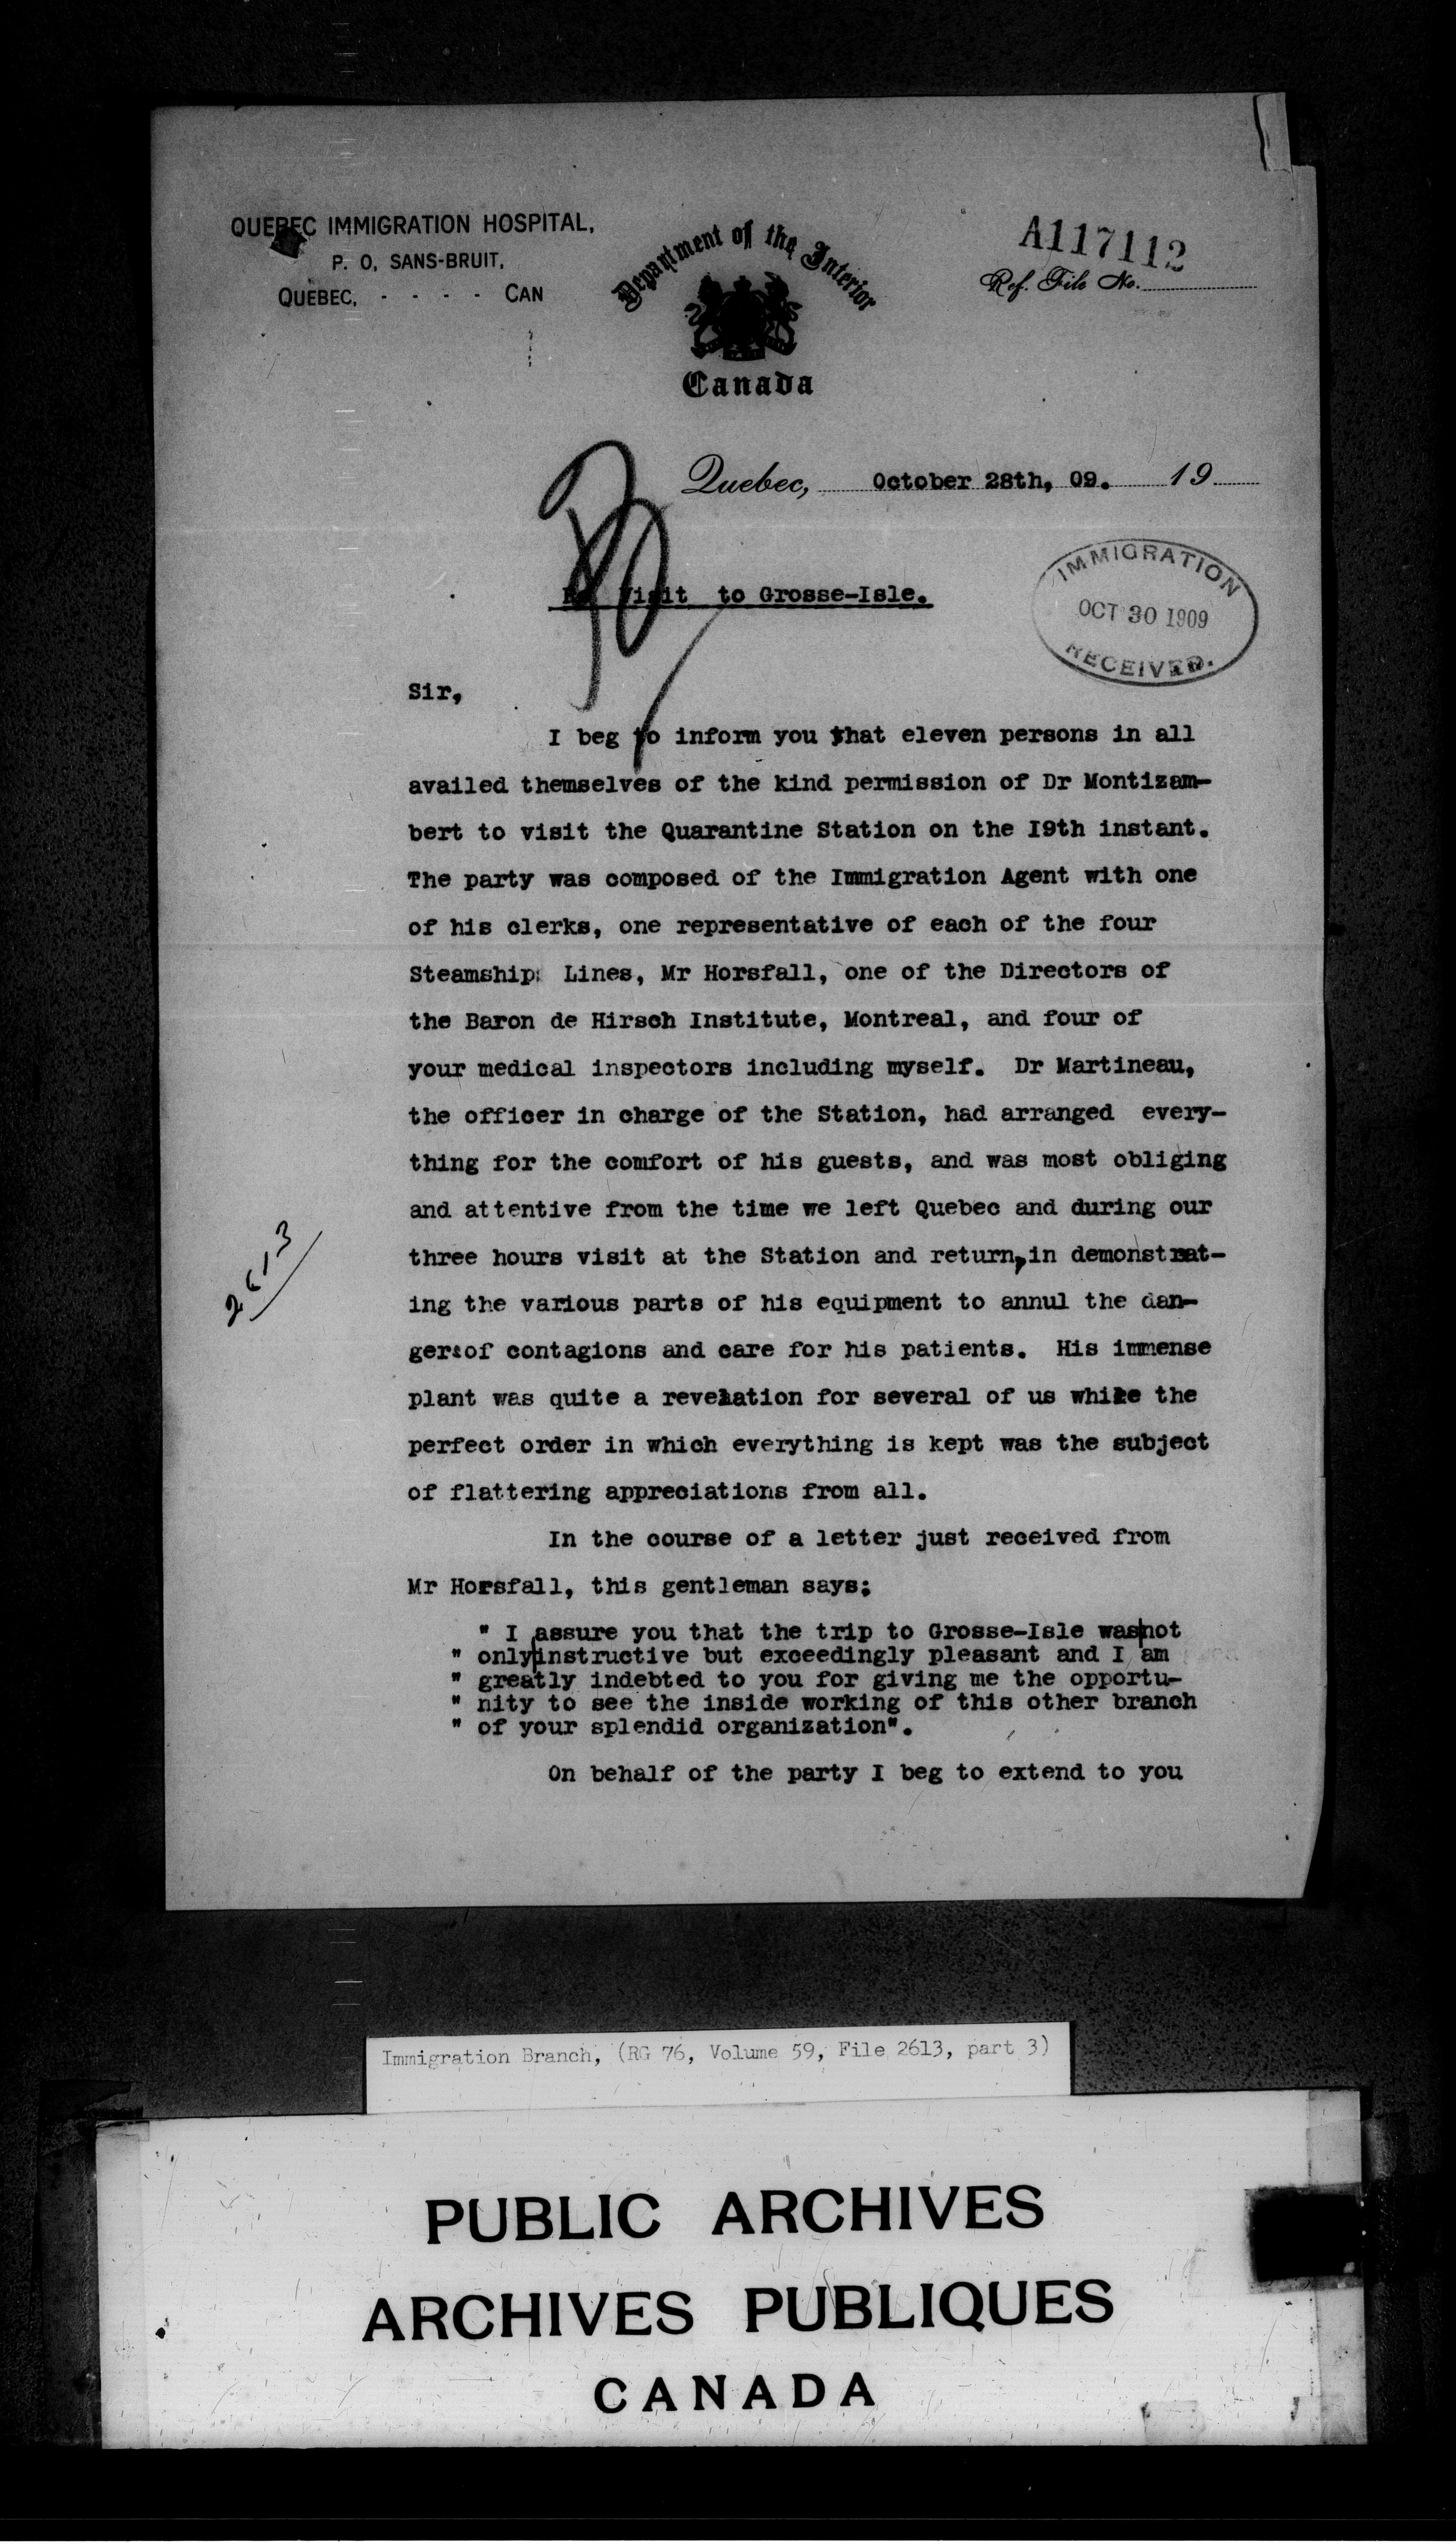 QUEBEC IMMIGRATION HOSPITAL,
P. O, SANS-BRUIT,
QUEBEC, - - - - CAN
Department of the Interior
Canada
A117112
Ref. File No.
Quebec, October 28th, 09. 19
Re Visit to Grosse-Isle.
IMMIGRATION
OCT 30 1909
RECEIVED.
Sir,
I beg to inform you that eleven persons in all
availed themselves of the kind permission of Dr Montizam-
bert to visit the Quarantine Station on the I9th instant.
The party was composed of the Immigration Agent with one
of his clerks, one representative of each of the four
Steamship Lines, Mr Horsfall, one of the Directors of
the Baron de Hirsch Institute, Montreal, and four of
your medical inspectors including myself. Dr Martineau,
the officer in charge of the Station, had arranged every-
thing for the comfort of his guests, and was most obliging
and attentive from the time we left Quebec and during our
three hours visit at the Station and return, in demonstrat-
ing the various parts of his equipment to annul the dan-
gers of contagions and care for his patients. His immense
plant was quite a revelation for several of us while the
perfect order in which everything is kept was the subject
of flattering appreciations from all.
2613
In the course of a letter just received from
Mr Horsfall, this gentleman says;
" I assure you that the trip to Grosse-Isle was not
" only instructive but exceedingly pleasant and I am
" greatly indebted to you for giving me the opportu-
" nity to see the inside working of this other branch
" of your splendid organization".
On behalf of the party I beg to extend to you
Immigration Branch, (RG 76, Volume 59, File 2613, part 3)
PUBLIC ARCHIVES
ARCHIVES PUBLIQUES
CANADA